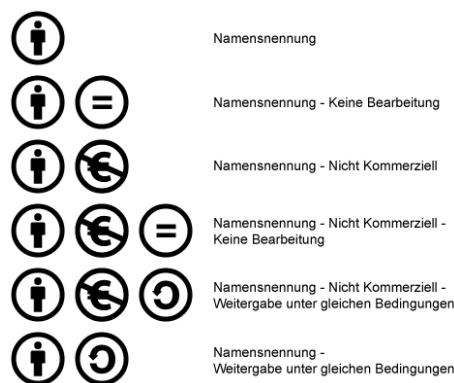 Namensnennung
Namensnennung - Keine Bearbeitung
Namensnennung - Nicht Kommerziell
Namensnennung - Nicht Kommerziell -
Keine Bearbeitung
Namensnennung - Nicht Kommerziell -
Weitergabe unter gleichen Bedingungen
Namensnennung -
Weitergabe unter gleichen Bedingungen